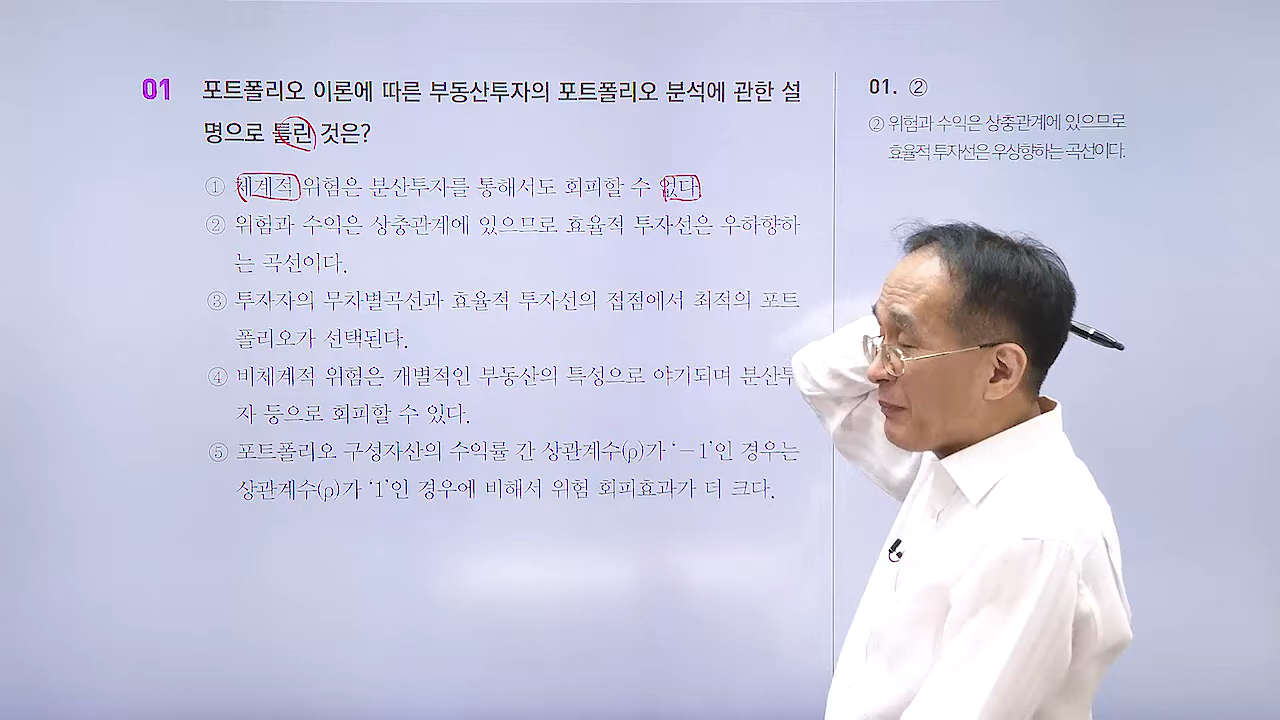 01 포트폴리오 이론에 따른 부동산투자의 포트폴리오 분석에 관한 설
명으로 틀린 것은?
① 체계적 위험은 분산투자를 통해서도 회피할 수 있다.
② 위험과 수익은 상충관계에 있으므로 효율적 투자선은 우하향하
는 곡선이다.
③ 투자자의 무차별곡선과 효율적 투자선의 접점에서 최적의 포트
폴리오가 선택된다.
④ 비체계적 위험은 개별적인 부동산의 특성으로 야기되며 분산투
자 등으로 회피할 수 있다.
⑤ 포트폴리오 구성자산의 수익률 간 상관계수(ρ)가 ‘-1’인 경우는
상관계수(ρ)가 ‘1’인 경우에 비해서 위험 회피효과가 더 크다.
01. ②
② 위험과 수익은 상충관계에 있으므로
효율적 투자선은 우상향하는 곡선이다.